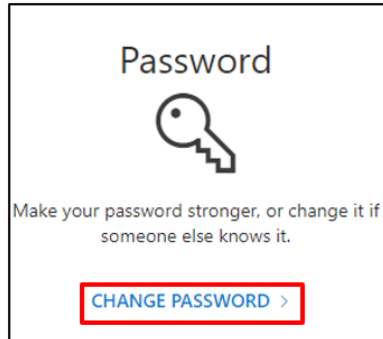 Password
Make your password stronger, or change it if
someone else knows it.
CHANGE PASSWORD >